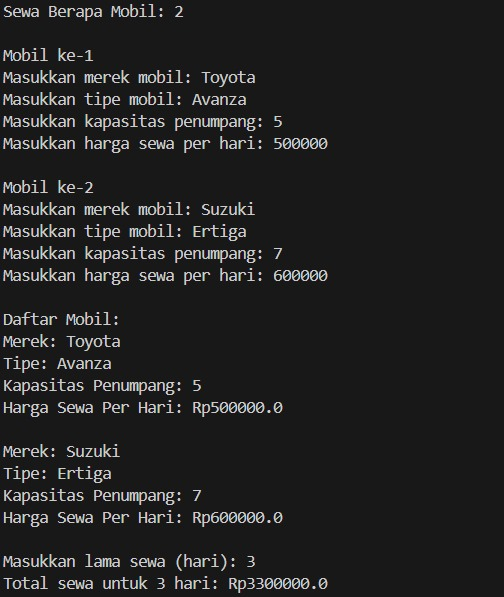 Sewa Berapa Mobil: 2
Mobil ke-1
Masukkan merek mobil: Toyota
Masukkan tipe mobil: Avanza
Masukkan kapasitas penumpang: 5
Masukkan harga sewa per hari: 500000
Mobil ke-2
Masukkan merek mobil: Suzuki
Masukkan tipe mobil: Ertiga
Masukkan kapasitas penumpang: 7
Masukkan harga sewa per hari: 600000
Daftar Mobil:
Merek: Toyota
Tipe: Avanza
Kapasitas Penumpang: 5
Harga Sewa Per Hari: Rp500000.0
Merek: Suzuki
Tipe: Ertiga
Kapasitas Penumpang: 7
Harga Sewa Per Hari: Rp600000.0
Masukkan lama sewa (hari): 3
Total sewa untuk 3 hari: Rp3300000.0